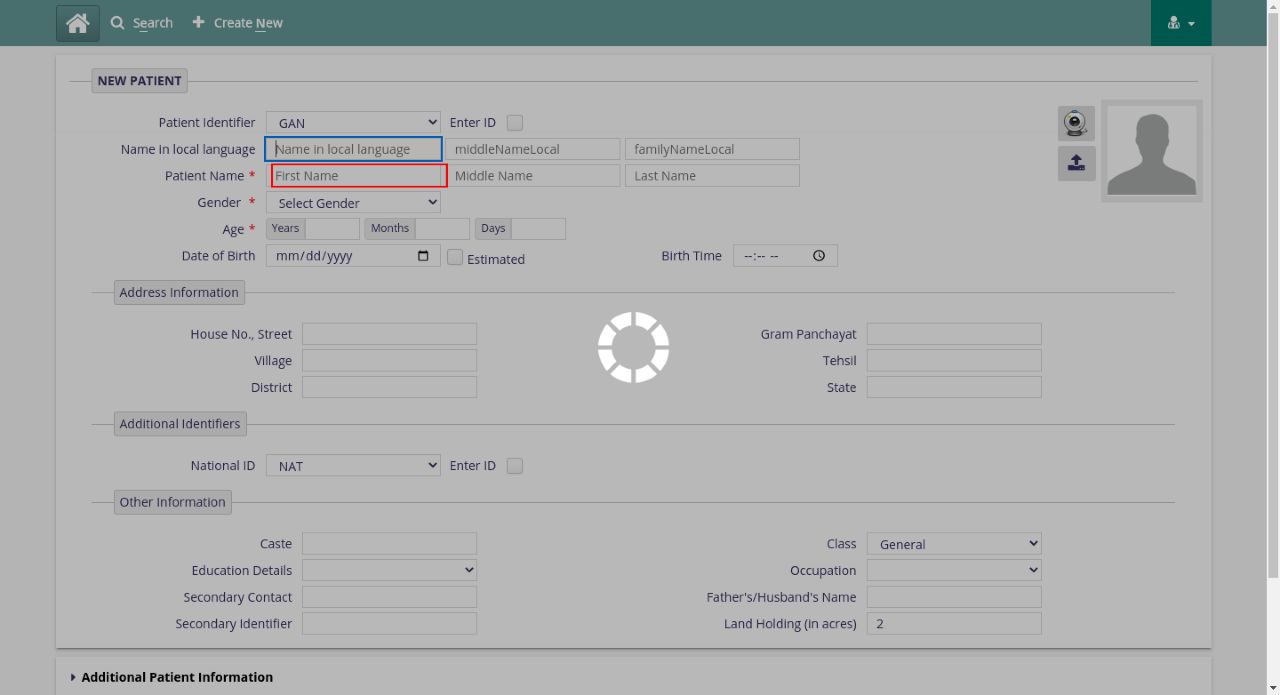 Search Create New
NEW PATIENT
Patient Identifier GAN Enter ID
Name in local language Name in local language middleNameLocal familyNameLocal
Patient Name * First Name Middle Name Last Name
Gender * Select Gender
Age * Years Months Days
Date of Birth mm/dd/yyyy Estimated Birth Time --:-- --
Address Information
House No., Street Gram Panchayat
Village Tehsil
District State
Additional Identifiers
National ID NAT Enter ID
Other Information
Caste Class General
Education Details Occupation
Secondary Contact Father's/Husband's Name
Secondary Identifier Land Holding (in acres) 2
Additional Patient Information